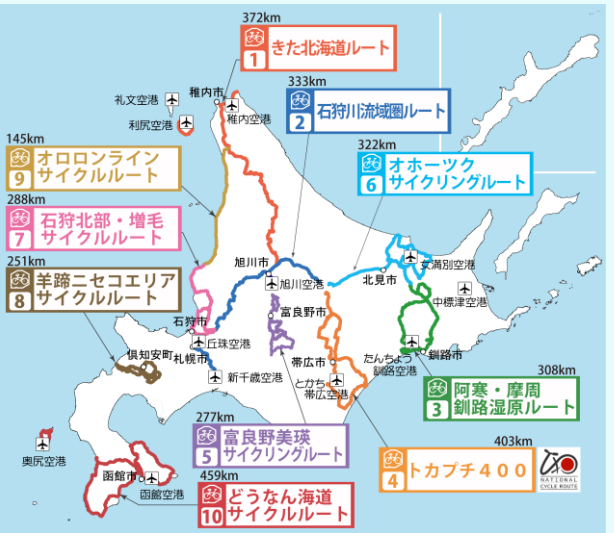 372km
1 きた北海道ルート
333km
2 石狩川流域圏ルート
322km
6 オホーツク
サイクリングルート
145km
9 オロロンライン
サイクルルート
288km
7 石狩北部・増毛
サイクルルート
251km
8 羊蹄ニセコエリア
サイクルルート
礼文空港
稚内市
利尻空港
稚内空港
旭川市
旭川空港
富良野市
北見市
女満別空港
中標津空港
石狩市
丘珠空港
札幌市
倶知安町
新千歳空港
帯広市
とかち
帯広空港
たんちょう
釧路空港
釧路市
308km
3 阿寒・摩周
釧路湿原ルート
277km
5 富良野美瑛
サイクリングルート
403km
4 トカプチ400
NATIONAL
CYCLE ROUTE
奥尻空港
函館市
函館空港
459km
10 どうなん海道
サイクルルート